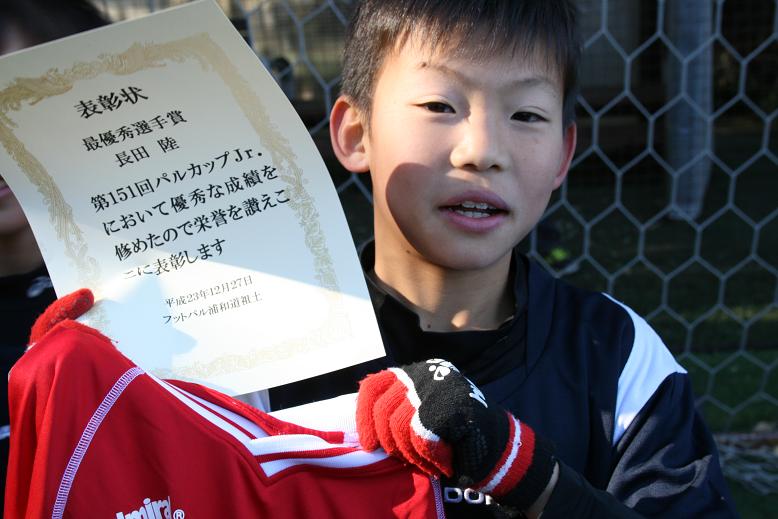 表彰状
最優秀選手賞
長田 陸
第151回パルカップJr.
において優秀な成績を
修めたので栄誉を讃えこ
こに表彰します
平成23年12月27日
フットパル浦和道祖土
Admiral®
DO